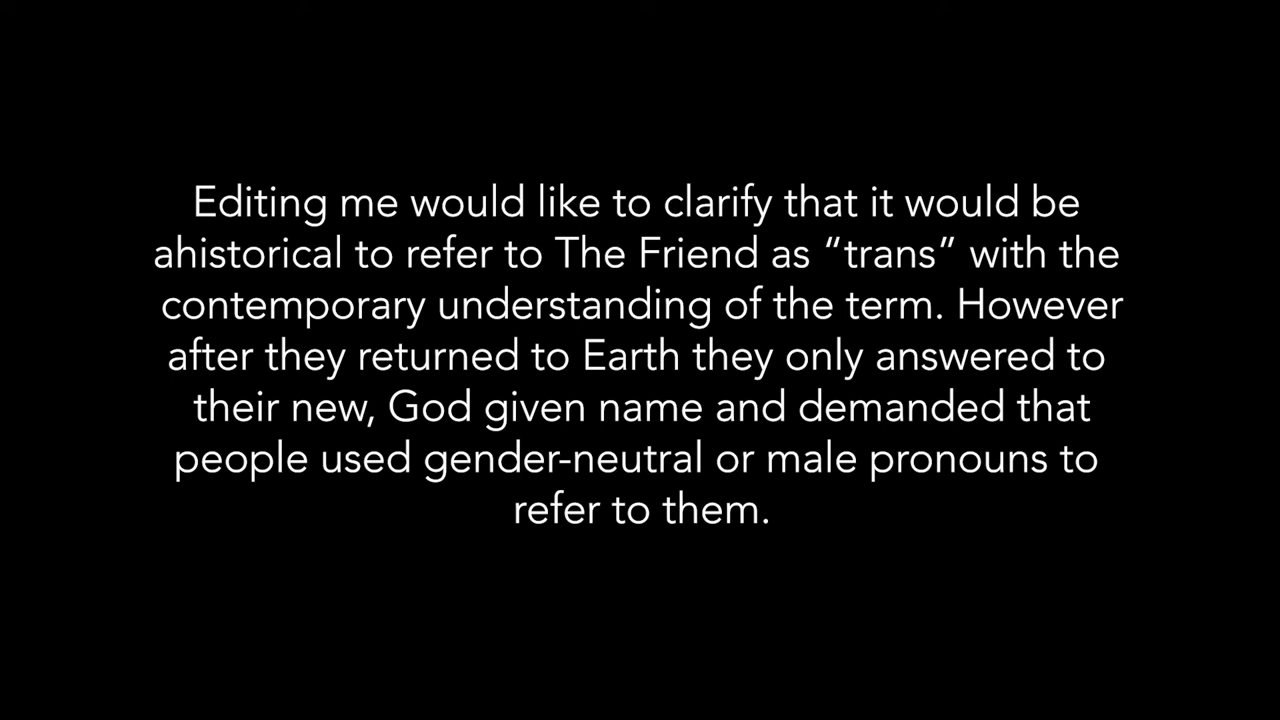 Editing me would like to clarify that it would be
ahistorical to refer to The Friend as “trans” with the
contemporary understanding of the term. However
after they returned to Earth they only answered to
their new, God given name and demanded that
people used gender-neutral or male pronouns to
refer to them.